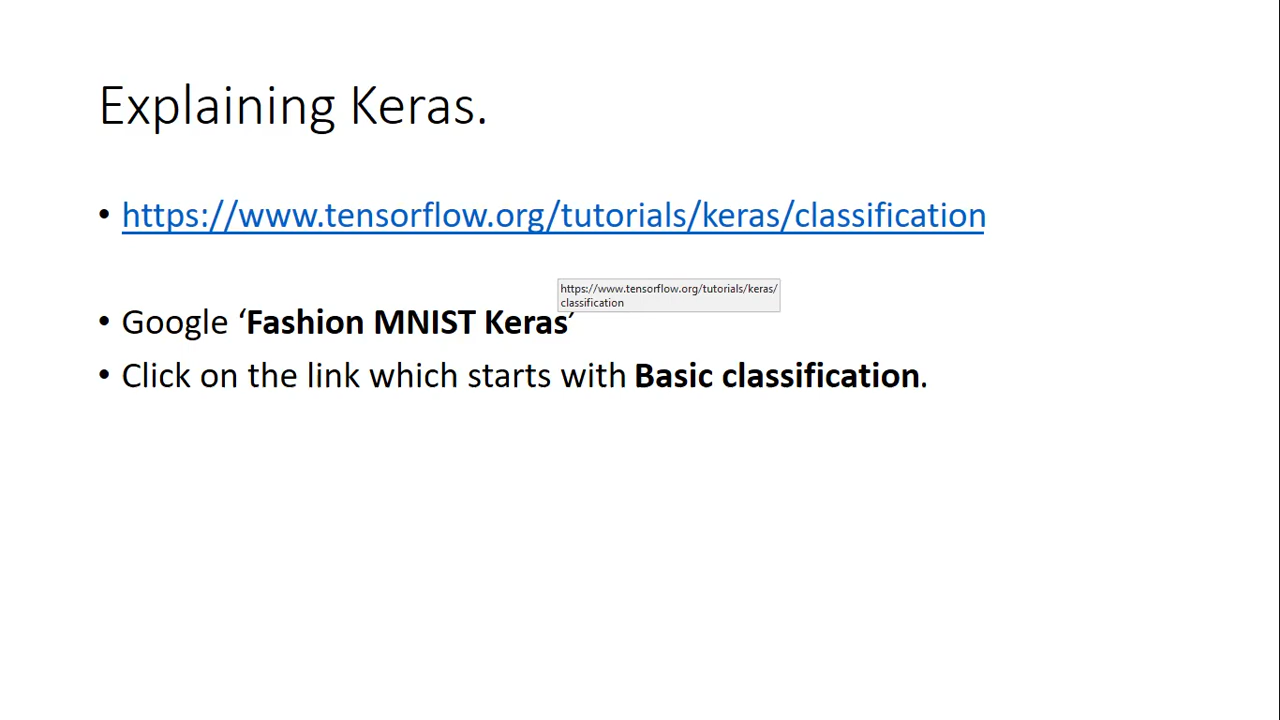 Explaining Keras.
• https://www.tensorflow.org/tutorials/keras/classification
https://www.tensorflow.org/tutorials/keras/
classification
• Google ‘Fashion MNIST Keras’
• Click on the link which starts with Basic classification.